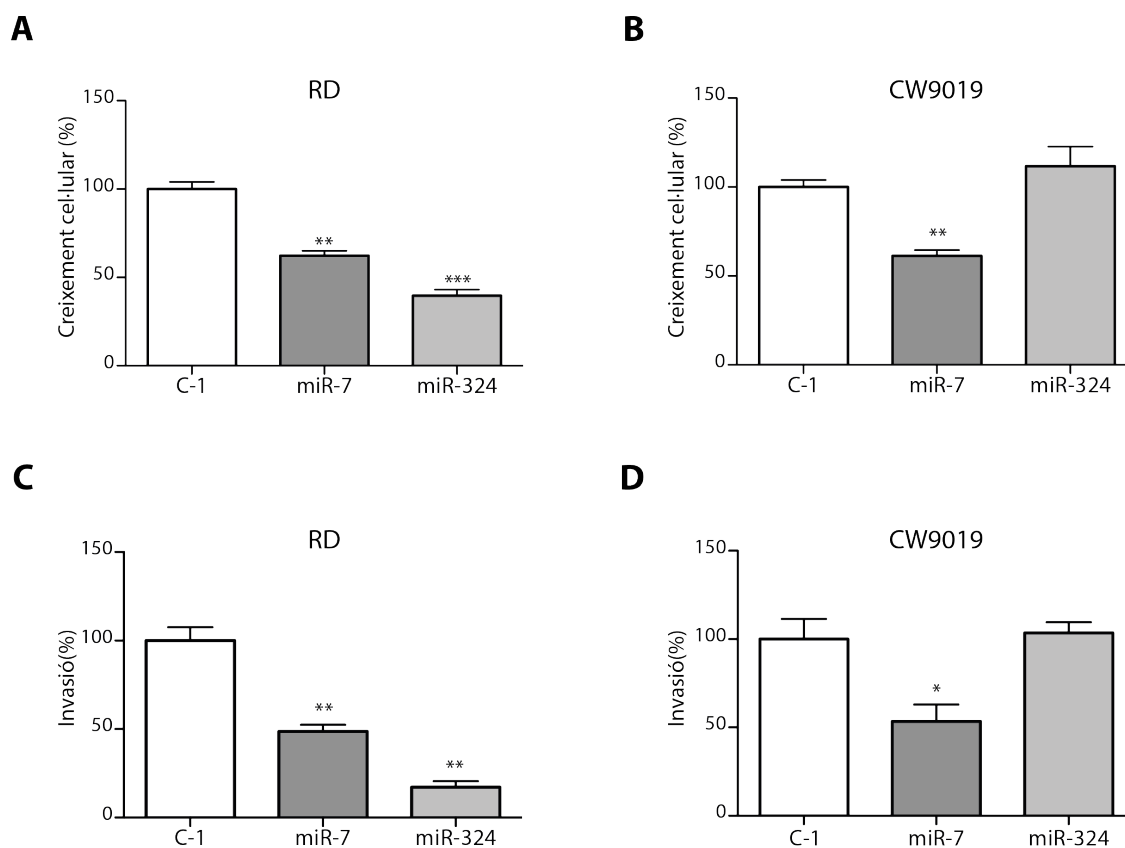 A
RD
Creixement cel·lular (%)
150
100
50
0
**
***
C-1
miR-7
miR-324
B
CW9019
Creixement cel·lular (%)
150
100
50
0
**
C-1
miR-7
miR-324
C
RD
Invasió(%)
150
100
50
0
**
**
C-1
miR-7
miR-324
D
CW9019
Invasió(%)
150
100
50
0
*
C-1
miR-7
miR-324